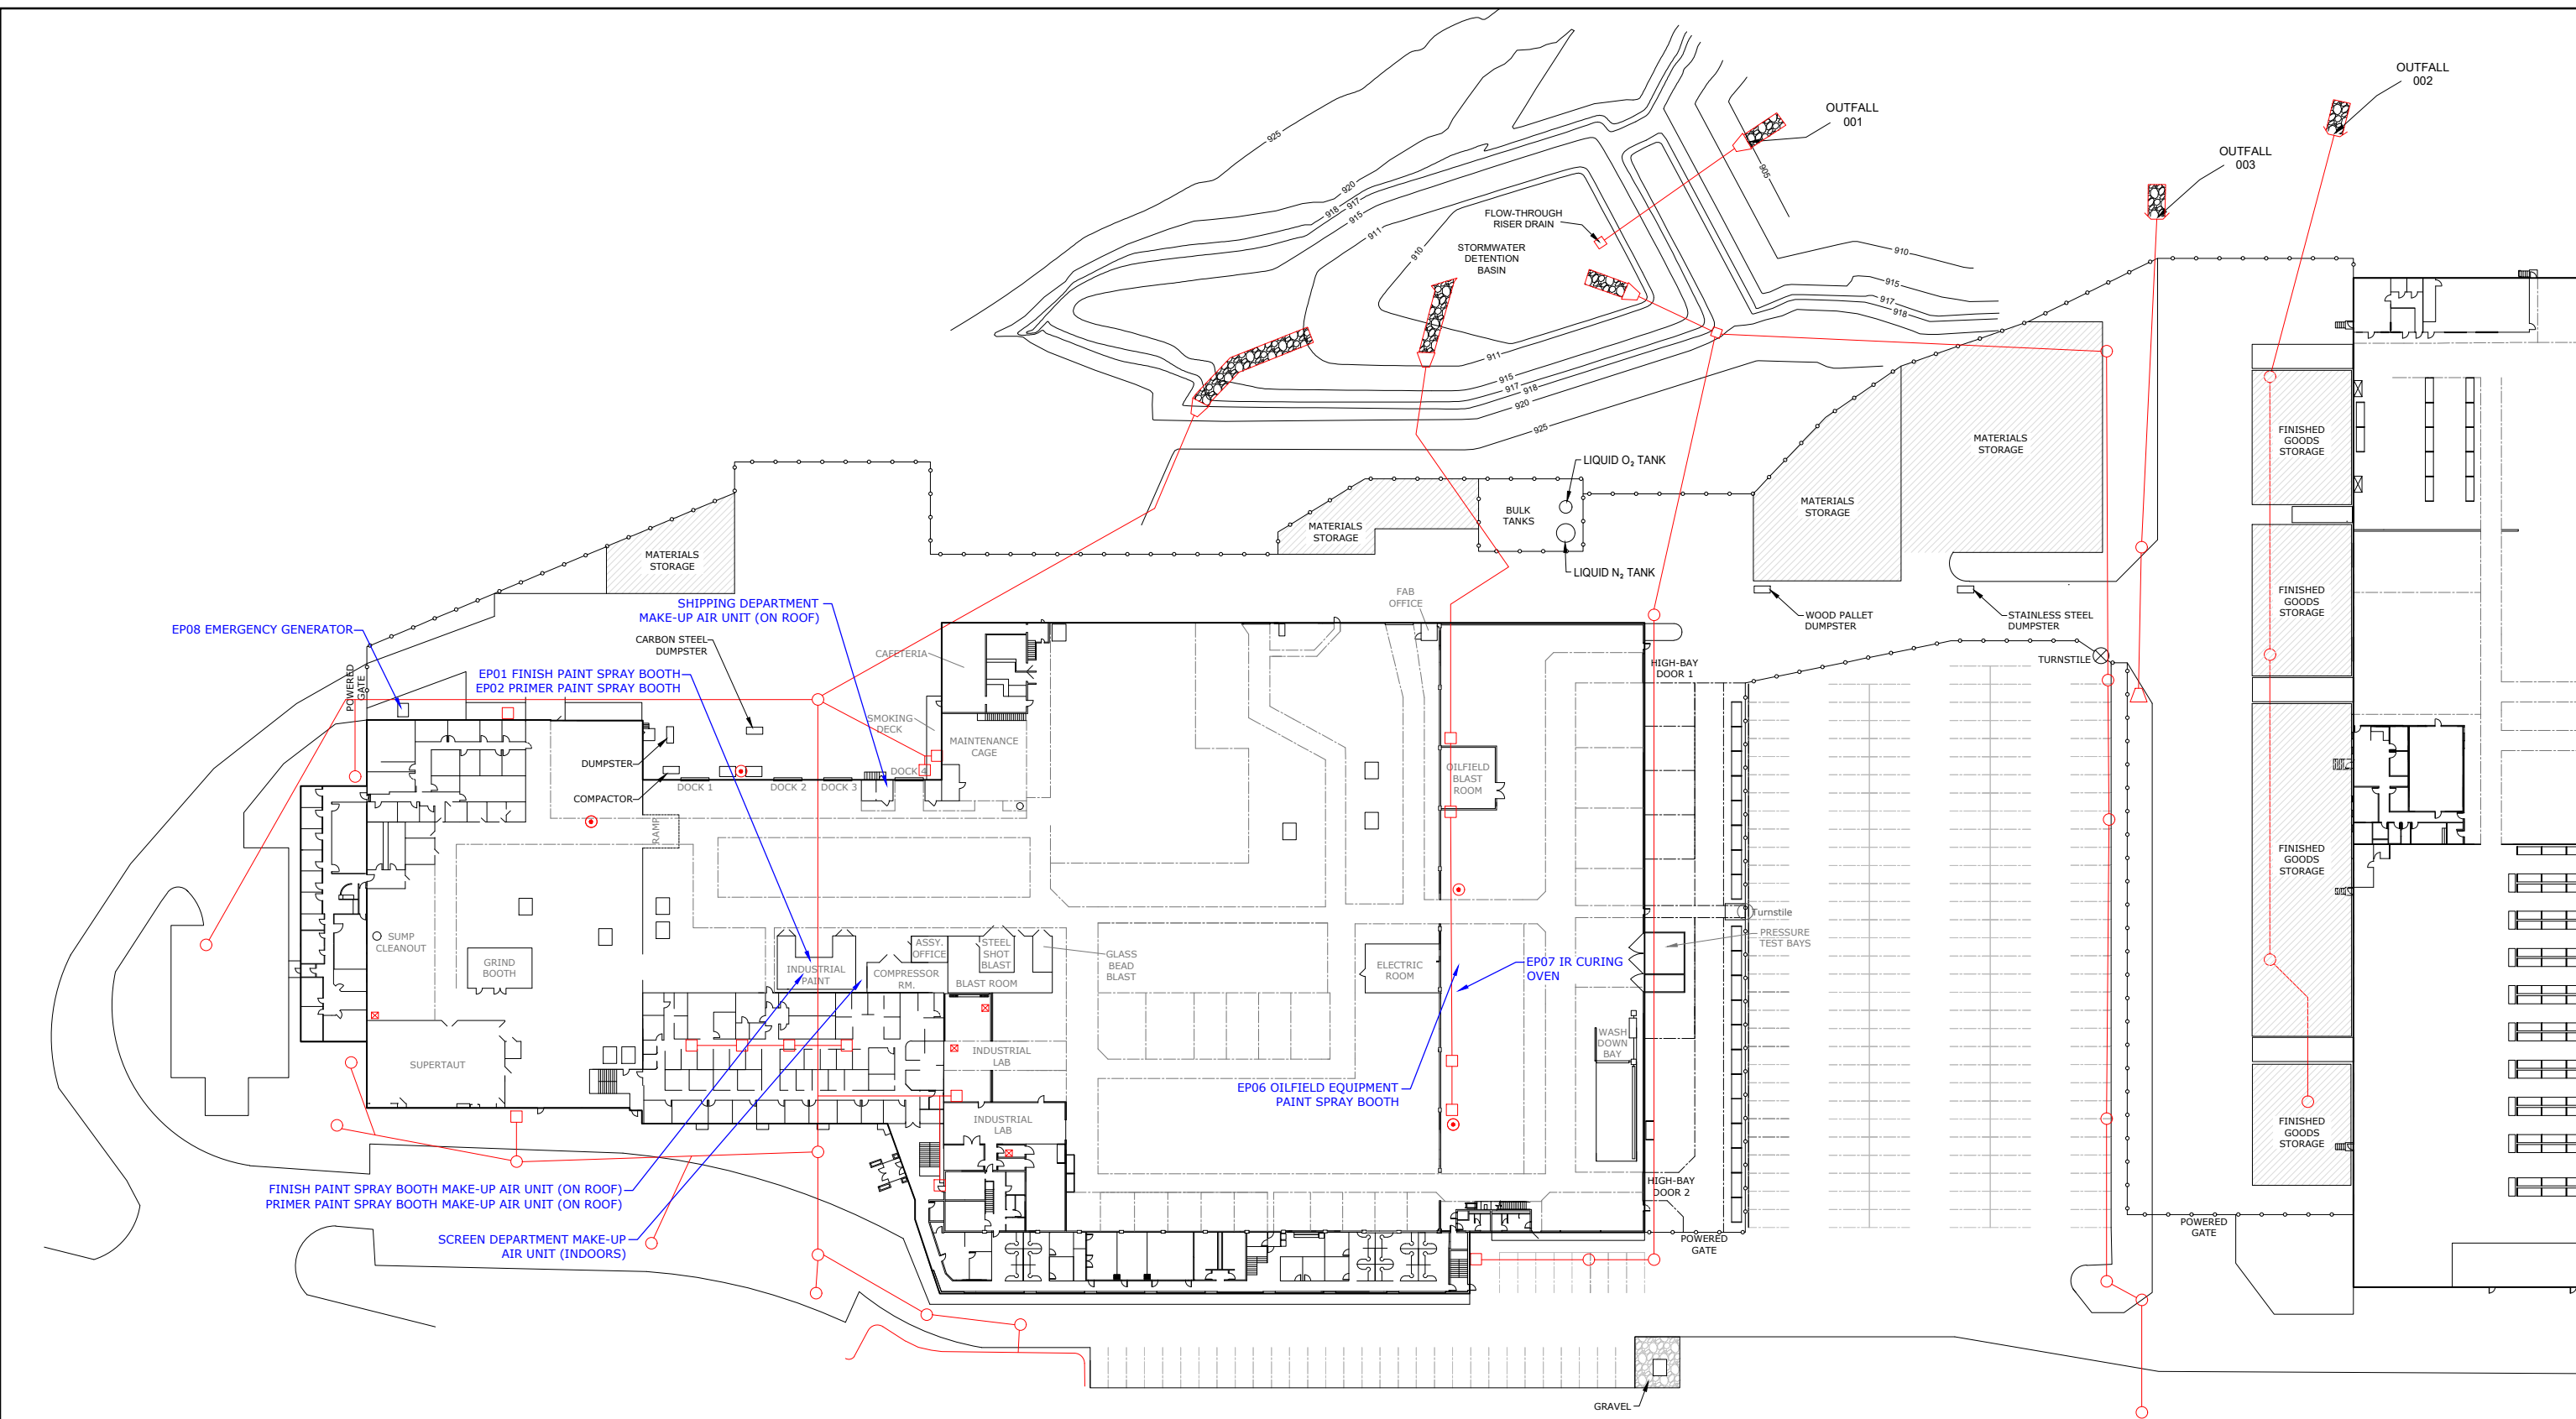 OUTFALL
002
OUTFALL
001
OUTFALL
003
925
920
918
917
915
911
910
905
FLOW-THROUGH
RISER DRAIN
STORMWATER
DETENTION
BASIN
910
915
917
918
911
915
917
918
920
925
FINISHED
GOODS
STORAGE
MATERIALS
STORAGE
MATERIALS
STORAGE
LIQUID O₂ TANK
BULK
TANKS
MATERIALS
STORAGE
LIQUID N₂ TANK
MATERIALS
STORAGE
FINISHED
GOODS
STORAGE
WOOD PALLET
DUMPSTER
STAINLESS STEEL
DUMPSTER
FAB
OFFICE
SHIPPING DEPARTMENT
MAKE-UP AIR UNIT (ON ROOF)
EP08 EMERGENCY GENERATOR
CARBON STEEL
DUMPSTER
CAFETERIA
TURNSTILE
HIGH-BAY
DOOR 1
POWERED
GATE
EP01 FINISH PAINT SPRAY BOOTH
EP02 PRIMER PAINT SPRAY BOOTH
SMOKING
DECK
MAINTENANCE
CAGE
DUMPSTER
COMPACTOR
DOCK 1
DOCK 2
DOCK 3
DOCK 4
OILFIELD
BLAST
ROOM
RAMP
FINISHED
GOODS
STORAGE
Turnstile
PRESSURE
TEST BAYS
SUMP
CLEANOUT
GRIND
BOOTH
INDUSTRIAL
PAINT
ASSY.
OFFICE
COMPRESSOR
RM.
STEEL
SHOT
BLAST
BLAST ROOM
GLASS
BEAD
BLAST
ELECTRIC
ROOM
EP07 IR CURING
OVEN
WASH
DOWN
BAY
SUPERTAUT
INDUSTRIAL
LAB
EP06 OILFIELD EQUIPMENT
PAINT SPRAY BOOTH
INDUSTRIAL
LAB
FINISHED
GOODS
STORAGE
HIGH-BAY
DOOR 2
FINISH PAINT SPRAY BOOTH MAKE-UP AIR UNIT (ON ROOF)
PRIMER PAINT SPRAY BOOTH MAKE-UP AIR UNIT (ON ROOF)
SCREEN DEPARTMENT MAKE-UP
AIR UNIT (INDOORS)
POWERED
GATE
POWERED
GATE
GRAVEL